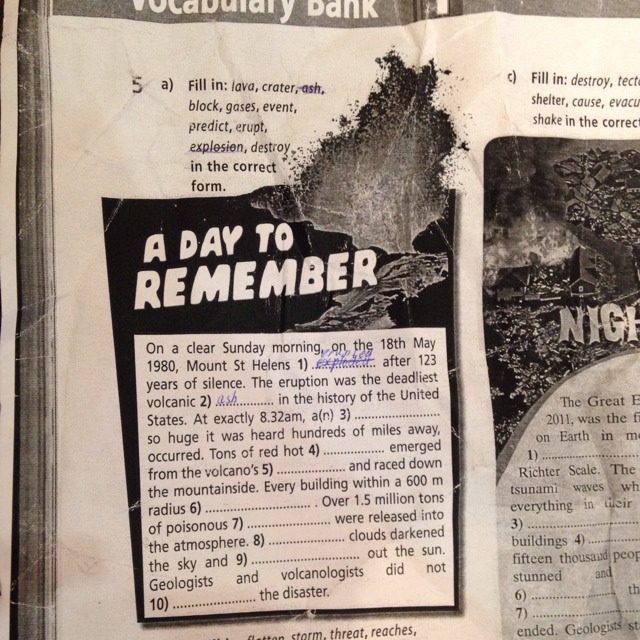 Vocabulary Bank
5 a) Fill in: lava, crater, ash,
block, gases, event,
predict, erupt,
explosion, destroy
in the correct
form.
A DAY TO
REMEMBER
On a clear Sunday morning, on the 18th May
1980, Mount St Helens 1) erupted after 123
years of silence. The eruption was the deadliest
volcanic 2) ash............ in the history of the United
States. At exactly 8.32am, a(n) 3) ......................
so huge it was heard hundreds of miles away,
occurred. Tons of red hot 4) ................ emerged
from the volcano's 5) ................ and raced down
the mountainside. Every building within a 600 m
radius 6) ...................... . Over 1.5 million tons
of poisonous 7) ................ were released into
the atmosphere. 8) ................ clouds darkened
the sky and 9) ...................... out the sun.
Geologists and volcanologists did not
10) ...................... the disaster.
flatten, storm, threat, reaches,
c) Fill in: destroy,
shelter, cause,
shake in the correct
NIGH
The Great E
2011, was the
on Earth in
1) ......................
Richter Scale. The
tsunami waves
everything in their
3) ......................
buildings 4)
fifteen thousand
stunned and
6) ......................
7) ......................
ended. Geologists